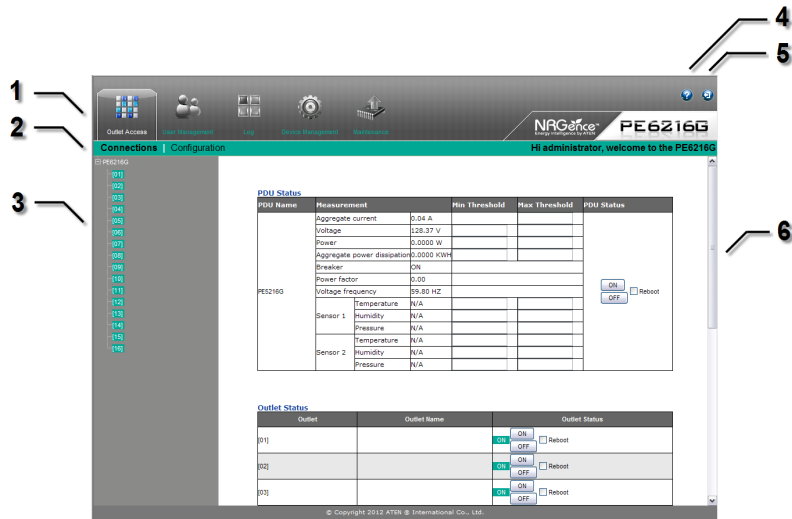 4
5
1
2
3
6
Outlet Access User Management Log Device Management Maintenance
NRGence™
Energy Intelligence by ATEN
PE6216G
Connections | Configuration Hi administrator, welcome to the PE6216G
PE6216G
[01]
[02]
[03]
[04]
[05]
[06]
[07]
[08]
[09]
[10]
[11]
[12]
[13]
[14]
[15]
[16]
PDU Status
PDU Name Measurement Min Threshold Max Threshold PDU Status
PE5216G
Aggregate current 0.04 A
Voltage 128.37 V
Power 0.0000 W
Aggregate power dissipation 0.0000 KWH
Breaker ON
Power factor 0.00
Voltage frequency 59.80 HZ
Sensor 1 Temperature N/A
Humidity N/A
Pressure N/A
Sensor 2 Temperature N/A
Humidity N/A
Pressure N/A
ON
OFF
Reboot
Outlet Status
Outlet Outlet Name Outlet Status
[01] ON ON OFF Reboot
[02] ON ON OFF Reboot
[03] ON ON OFF Reboot
© Copyright 2012 ATEN ® International Co., Ltd.